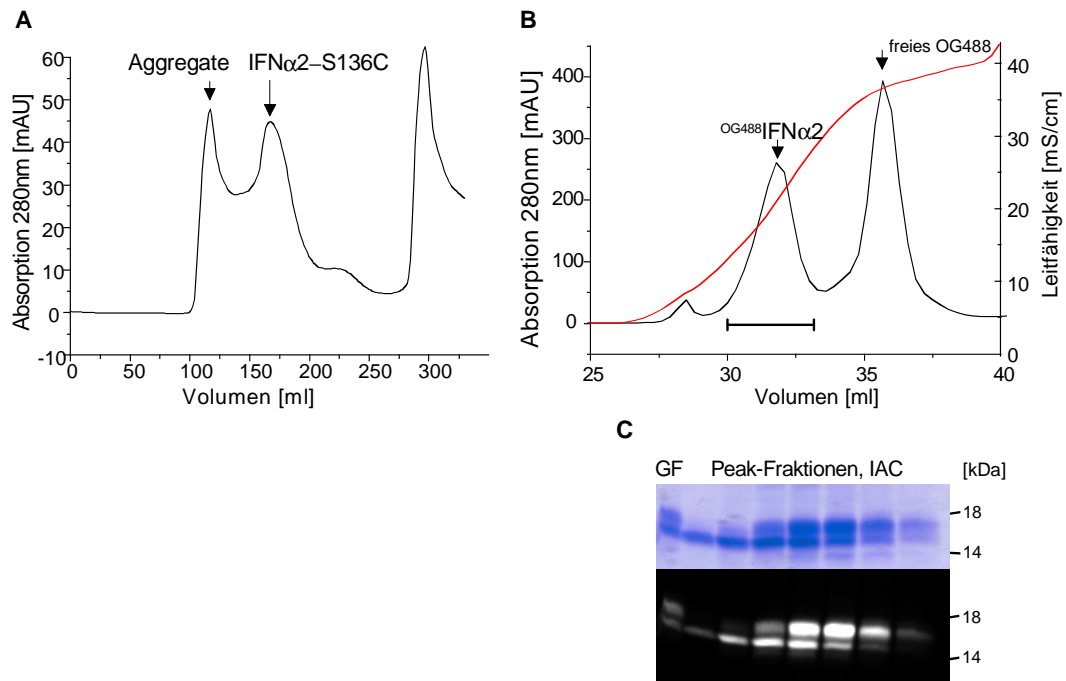 A
Aggregate
IFNα2–S136C
Absorption 280nm [mAU]
60
50
40
30
20
10
0
-10
0 50 100 150 200 250 300
Volumen [ml]
B
freies OG488
OG488IFNα2
Absorption 280nm [mAU]
400
300
200
100
0
Leitfähigkeit [mS/cm]
40
30
20
10
0
25 30 35 40
Volumen [ml]
C
GF Peak-Fraktionen, IAC [kDa]
18
14
18
14